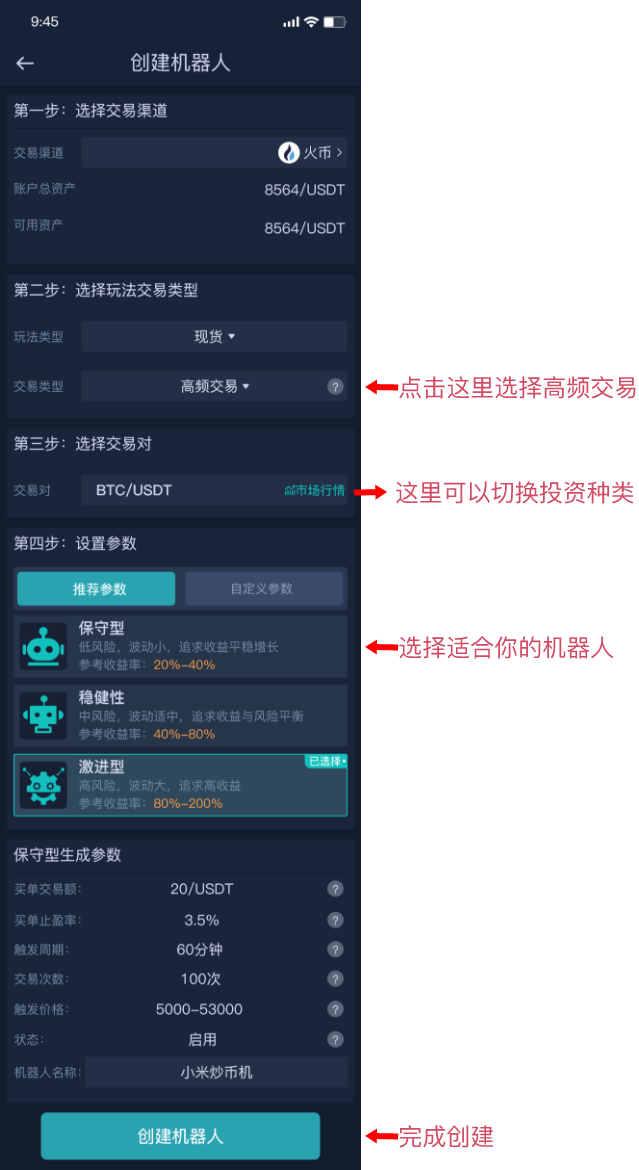 9:45
创建机器人
第一步：选择交易渠道
交易渠道 火币 >
账户总资产 8564/USDT
可用资产 8564/USDT
第二步：选择玩法交易类型
玩法类型 现货
交易类型 高频交易 ? 点击这里选择高频交易
第三步：选择交易对
交易对 BTC/USDT 市场行情 这里可以切换投资种类
第四步：设置参数
推荐参数 自定义参数
保守型
低风险，波动小，追求收益平稳增长 选择适合你的机器人
参考收益率：20%-40%
稳健性
中风险，波动适中，追求收益与风险平衡
参考收益率：40%-80%
激进型 已选择
高风险，波动大，追求高收益
参考收益率：80%-200%
保守型生成参数
买单交易额： 20/USDT ?
买单止盈率： 3.5% ?
触发周期： 60分钟 ?
交易次数： 100次 ?
触发价格： 5000-53000 ?
状态： 启用 ?
机器人名称： 小米炒币机
创建机器人 完成创建